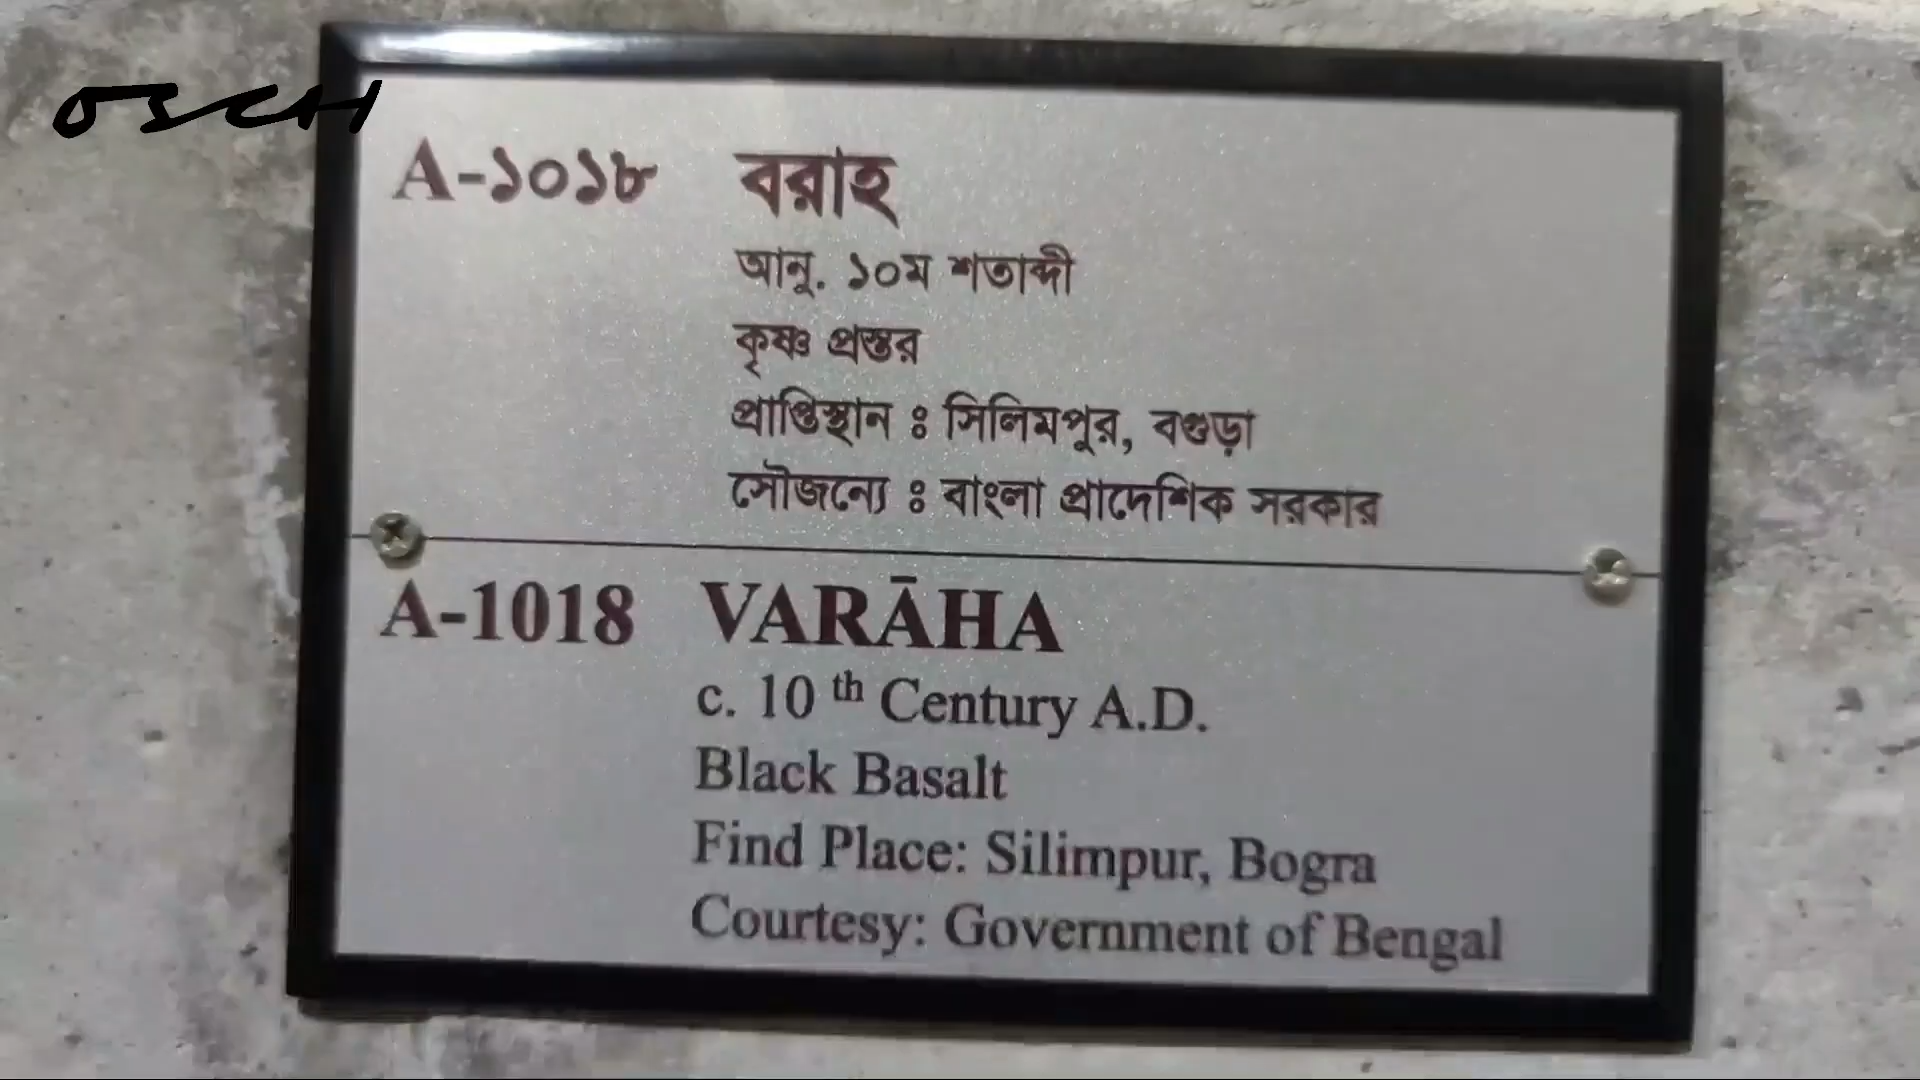 OSCH
A-১০১৮ বরাহ
আনু. ১০ম শতাব্দী
কৃষ্ণ প্রস্তর
প্রাপ্তিস্থান ঃ সিলিমপুর, বগুড়া
সৌজন্যে ঃ বাংলা প্রাদেশিক সরকার
A-1018 VARĀHA
c. 10 th Century A.D.
Black Basalt
Find Place: Silimpur, Bogra
Courtesy: Government of Bengal